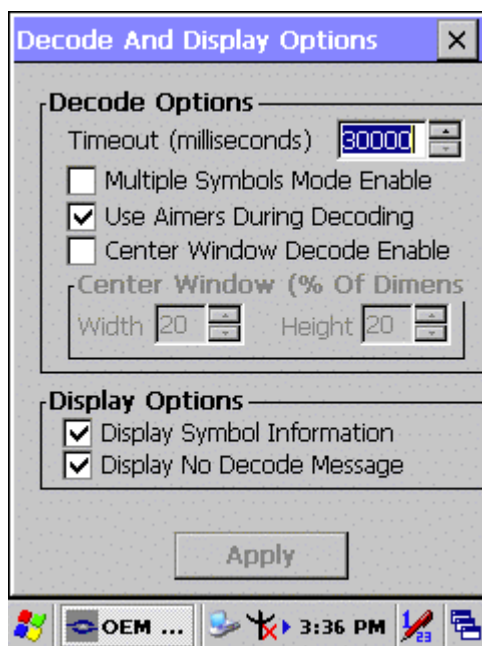 Decode And Display Options
Decode Options
Timeout (milliseconds) 30000
Multiple Symbols Mode Enable
Use Aimers During Decoding
Center Window Decode Enable
Center Window (% Of Dimens
Width 20 Height 20
Display Options
Display Symbol Information
Display No Decode Message
Apply
OEM ... 3:36 PM 1 23